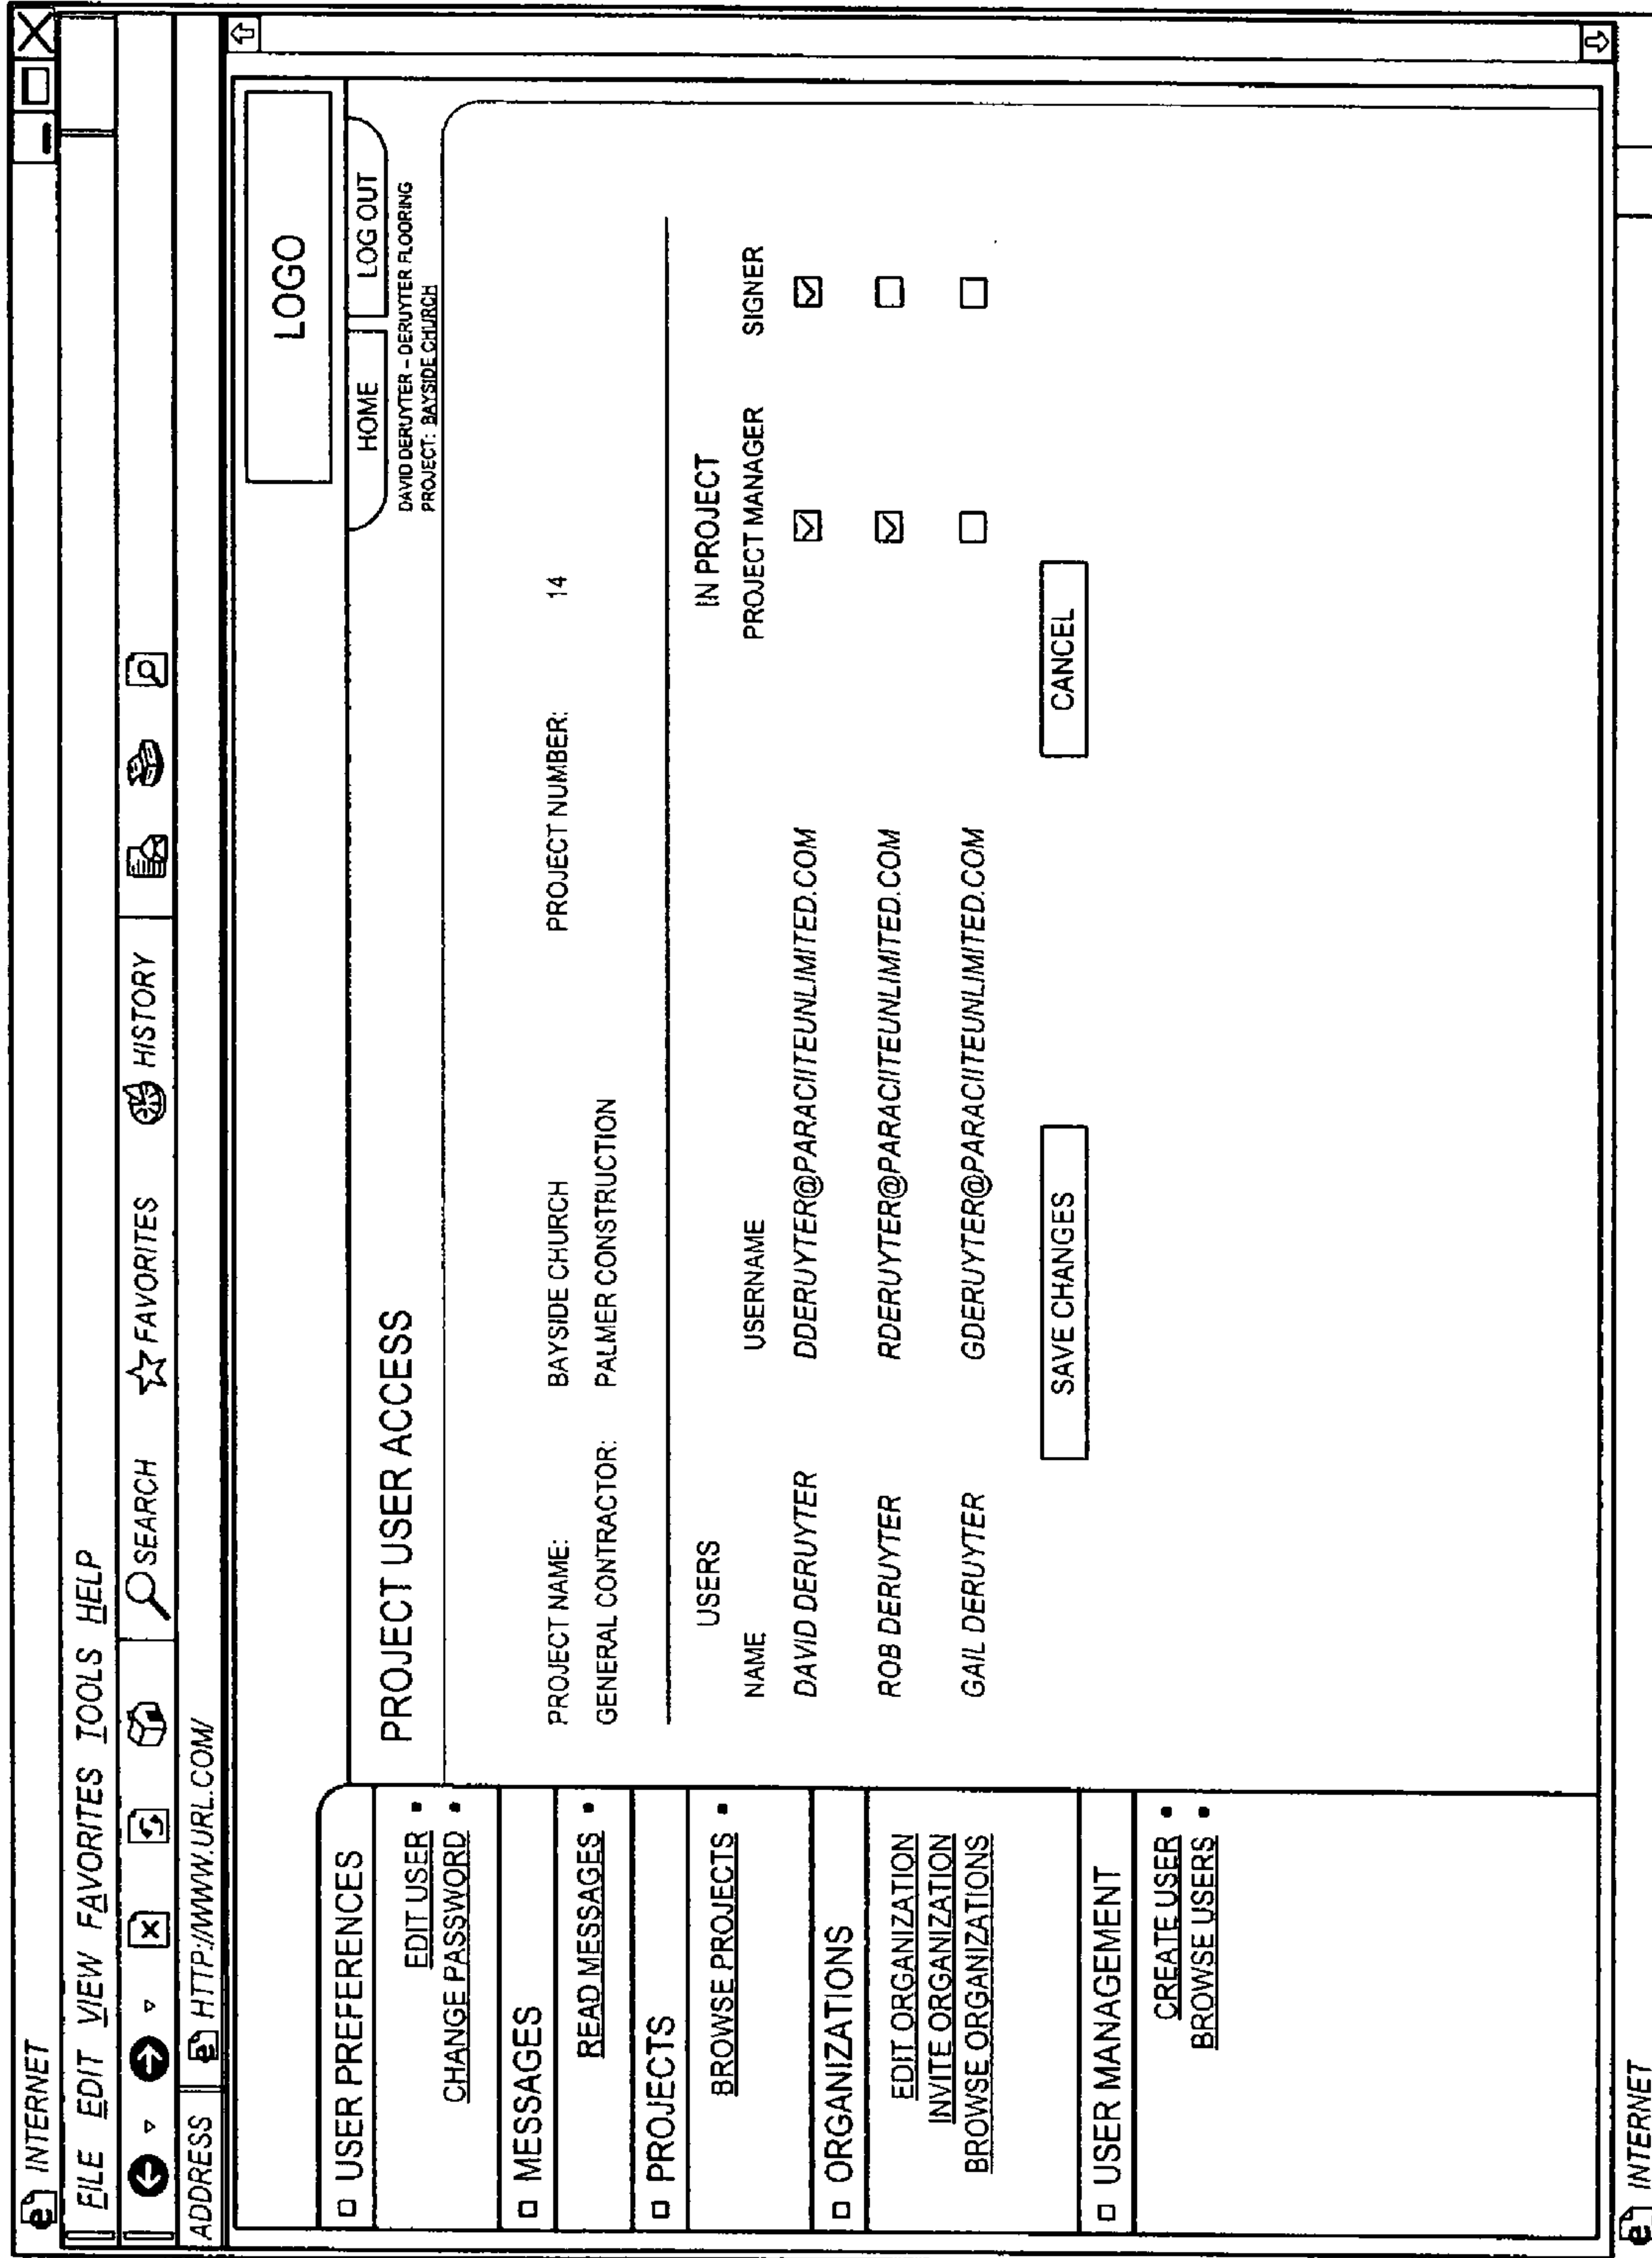 INTERNET
FILE EDIT VIEW FAVORITES TOOLS HELP
SEARCH FAVORITES HISTORY
ADDRESS HTTP://WWW.URL.COM/
LOGO
HOME LOG OUT
DAVID DERUYTER – DERUYTER FLOORING
PROJECT: BAYSIDE CHURCH
USER PREFERENCES
EDIT USER
CHANGE PASSWORD
MESSAGES
READ MESSAGES
PROJECTS
BROWSE PROJECTS
ORGANIZATIONS
EDIT ORGANIZATION
INVITE ORGANIZATION
BROWSE ORGANIZATIONS
USER MANAGEMENT
CREATE USER
BROWSE USERS
PROJECT USER ACCESS
PROJECT NAME: BAYSIDE CHURCH PROJECT NUMBER: 14
GENERAL CONTRACTOR: PALMER CONSTRUCTION
USERS IN PROJECT
NAME USERNAME PROJECT MANAGER SIGNER
DAVID DERUYTER DDERUYTER@PARACIITEUNLIMITED.COM
ROB DERUYTER RDERUYTER@PARACIITEUNLIMITED.COM
GAIL DERUYTER GDERUYTER@PARACIITEUNLIMITED.COM
SAVE CHANGES CANCEL
INTERNET